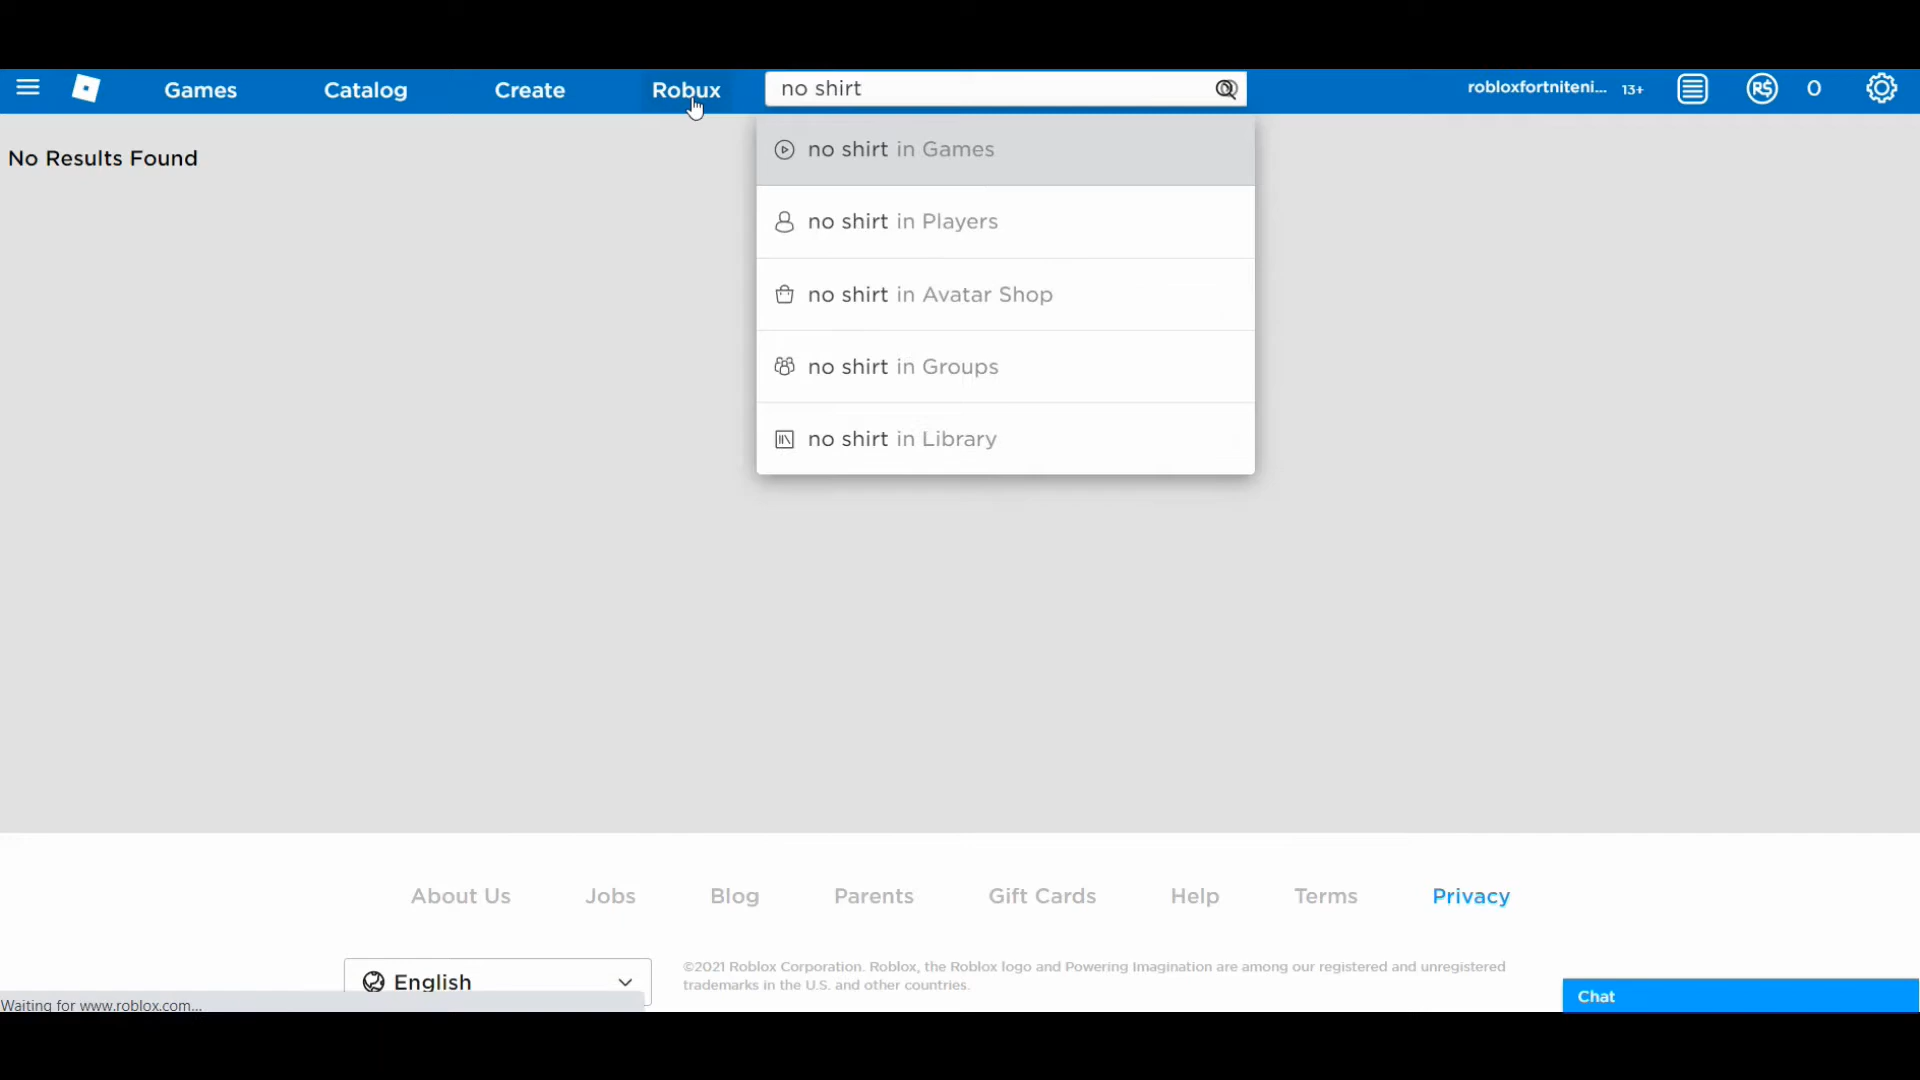 Games Catalog Create Robux no shirt robloxfortniteni... 13+ R$ 0
No Results Found
no shirt in Games
no shirt in Players
no shirt in Avatar Shop
no shirt in Groups
no shirt in Library
About Us Jobs Blog Parents Gift Cards Help Terms Privacy
English
©2021 Roblox Corporation. Roblox, the Roblox logo and Powering Imagination are among our registered and unregistered
trademarks in the U.S. and other countries.
Chat
Waiting for www.roblox.com...